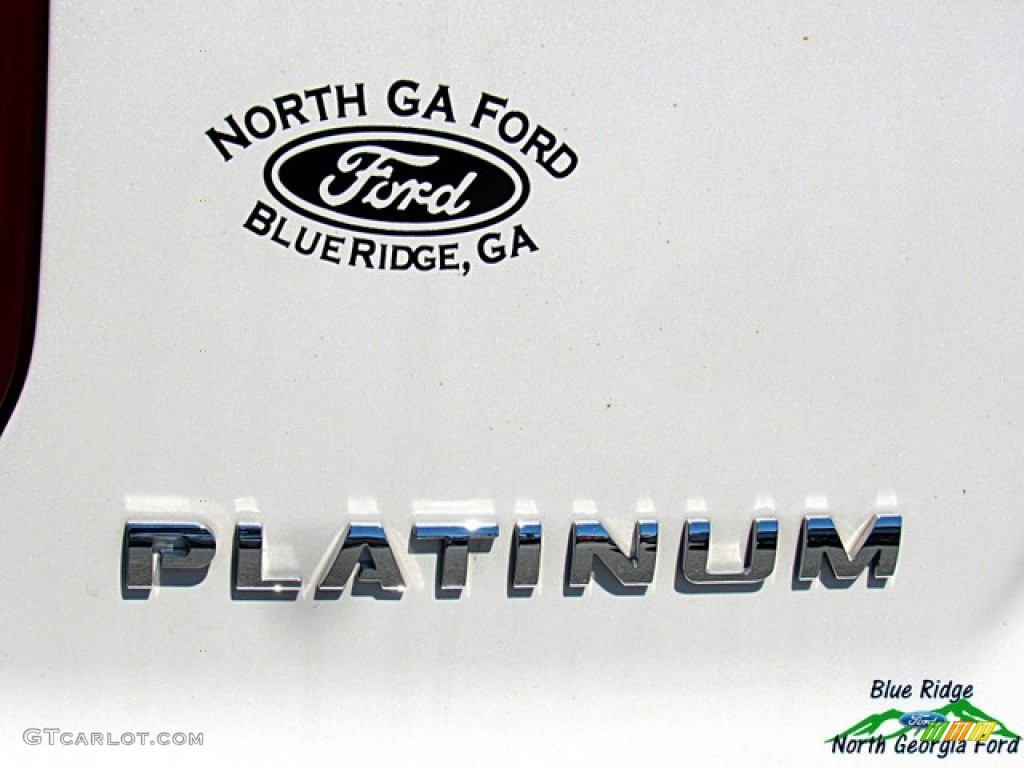 NORTH GA FORD
Ford
BLUE RIDGE, GA
PLATINUM
Blue Ridge
Ford
North Georgia Ford
GTCARLOT.COM